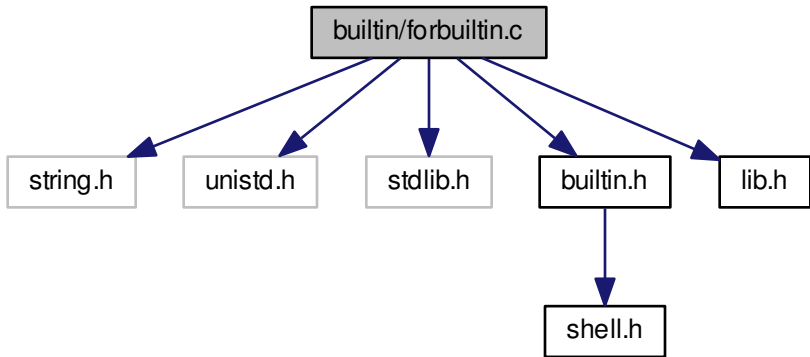 builtin/forbuiltin.c
string.h
unistd.h
stdlib.h
builtin.h
lib.h
shell.h